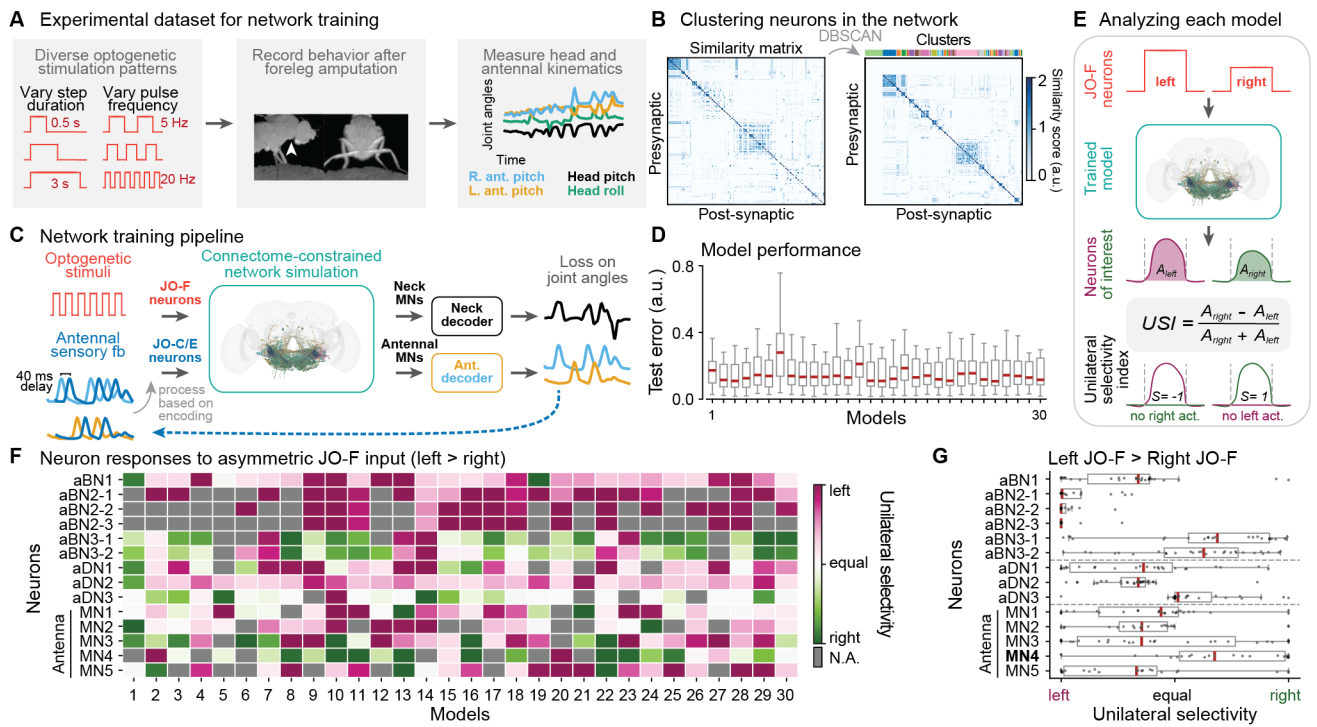 A Experimental dataset for network training
Diverse optogenetic
stimulation patterns
Vary step
duration
0.5 s
3 s
Vary pulse
frequency
5 Hz
20 Hz
Record behavior after
foreleg amputation
Measure head and
antennal kinematics
Joint angles
Time
R. ant. pitch
L. ant. pitch
Head pitch
Head roll
B Clustering neurons in the network
DBSCAN
Similarity matrix
Presynaptic
Post-synaptic
Clusters
Presynaptic
Post-synaptic
2
1
0
Similarity score (a.u.)
C Network training pipeline
Optogenetic
stimuli
JO-F
neurons
Antennal
sensory fb
JO-C/E
neurons
40 ms
delay
process
based on
encoding
Connectome-constrained
network simulation
Neck
MNs
Neck
decoder
Antennal
MNs
Ant.
decoder
Loss on
joint angles
D Model performance
Test error (a.u.)
0.8
0.4
0.0
1
30
Models
E Analyzing each model
JO-F
neurons
left
right
Trained
model
Neurons
of interest
Aleft
Aright
USI = Aright - Aleft
Aright + Aleft
Unilateral
selectivity
index
S= -1
S= 1
no right act.
no left act.
F Neuron responses to asymmetric JO-F input (left > right)
Neurons
aBN1
aBN2-1
aBN2-2
aBN2-3
aBN3-1
aBN3-2
aDN1
aDN2
aDN3
Antenna
MN1
MN2
MN3
MN4
MN5
1 2 3 4 5 6 7 8 9 10 11 12 13 14 15 16 17 18 19 20 21 22 23 24 25 26 27 28 29 30
Models
left
equal
right
N.A.
Unilateral selectivity
G Left JO-F > Right JO-F
Neurons
aBN1
aBN2-1
aBN2-2
aBN2-3
aBN3-1
aBN3-2
aDN1
aDN2
aDN3
Antenna
MN1
MN2
MN3
MN4
MN5
left equal right
Unilateral selectivity